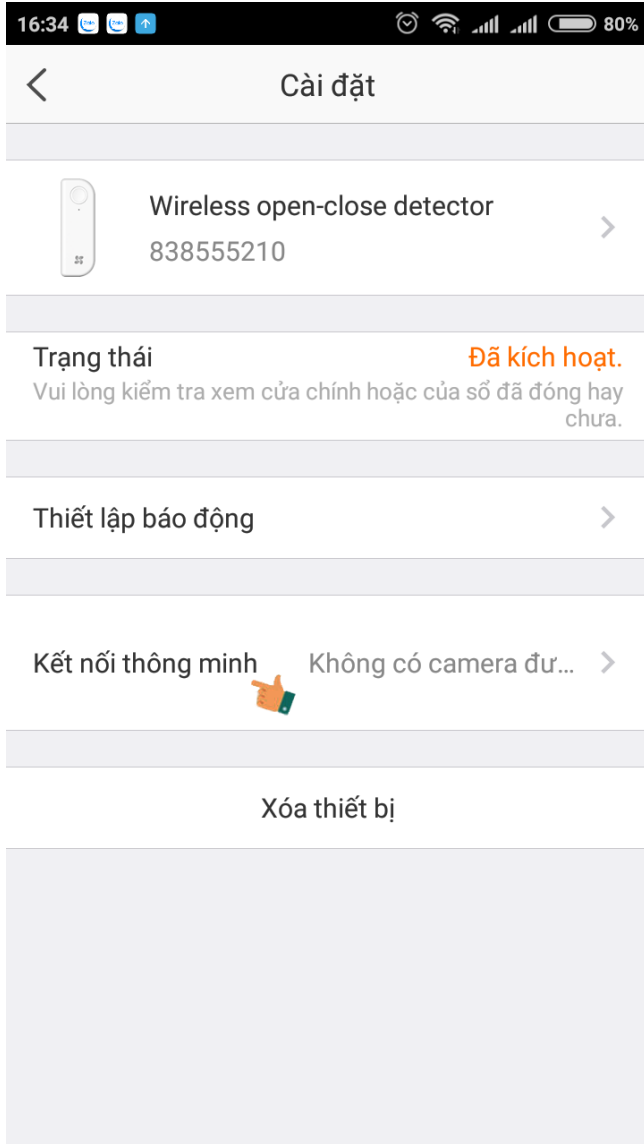 16:34 80%
Cài đặt
Wireless open-close detector
838555210
Trạng thái Đã kích hoạt.
Vui lòng kiểm tra xem cửa chính hoặc của sổ đã đóng hay
chưa.
Thiết lập báo động
Kết nối thông minh Không có camera đư...
Xóa thiết bị